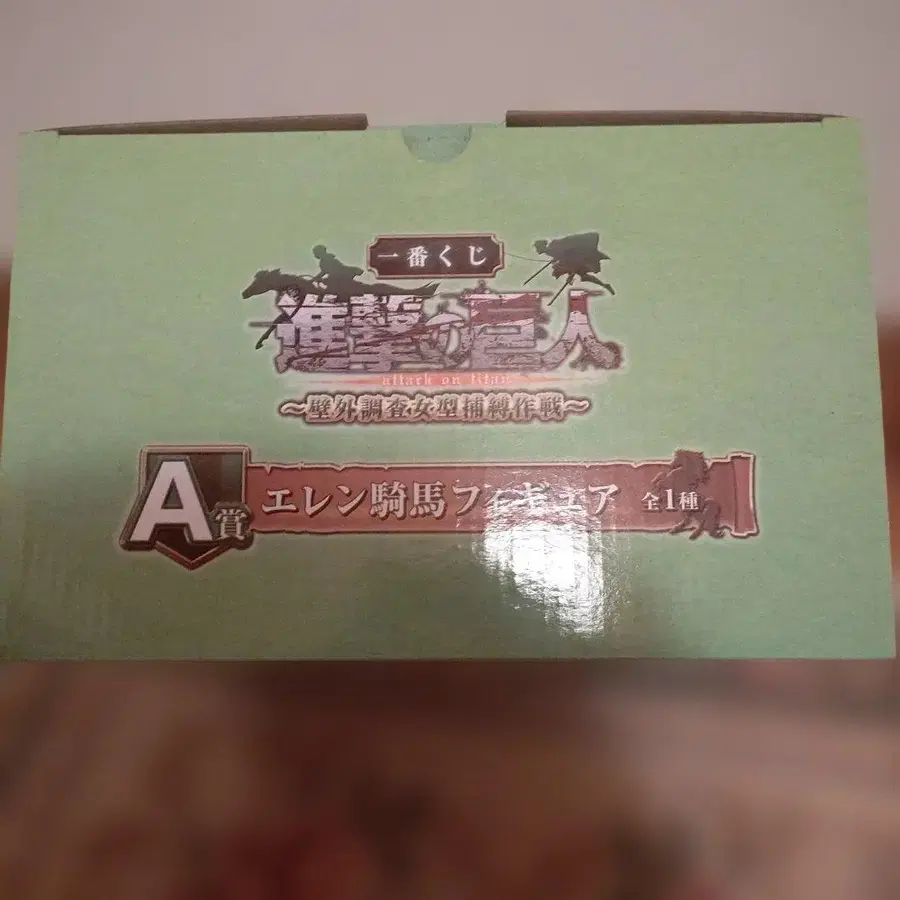 一番くじ
進撃の巨人
attack on titan
～壁外調査女型捕縛作戦～
A賞 エレン騎馬フィギュア 全1種